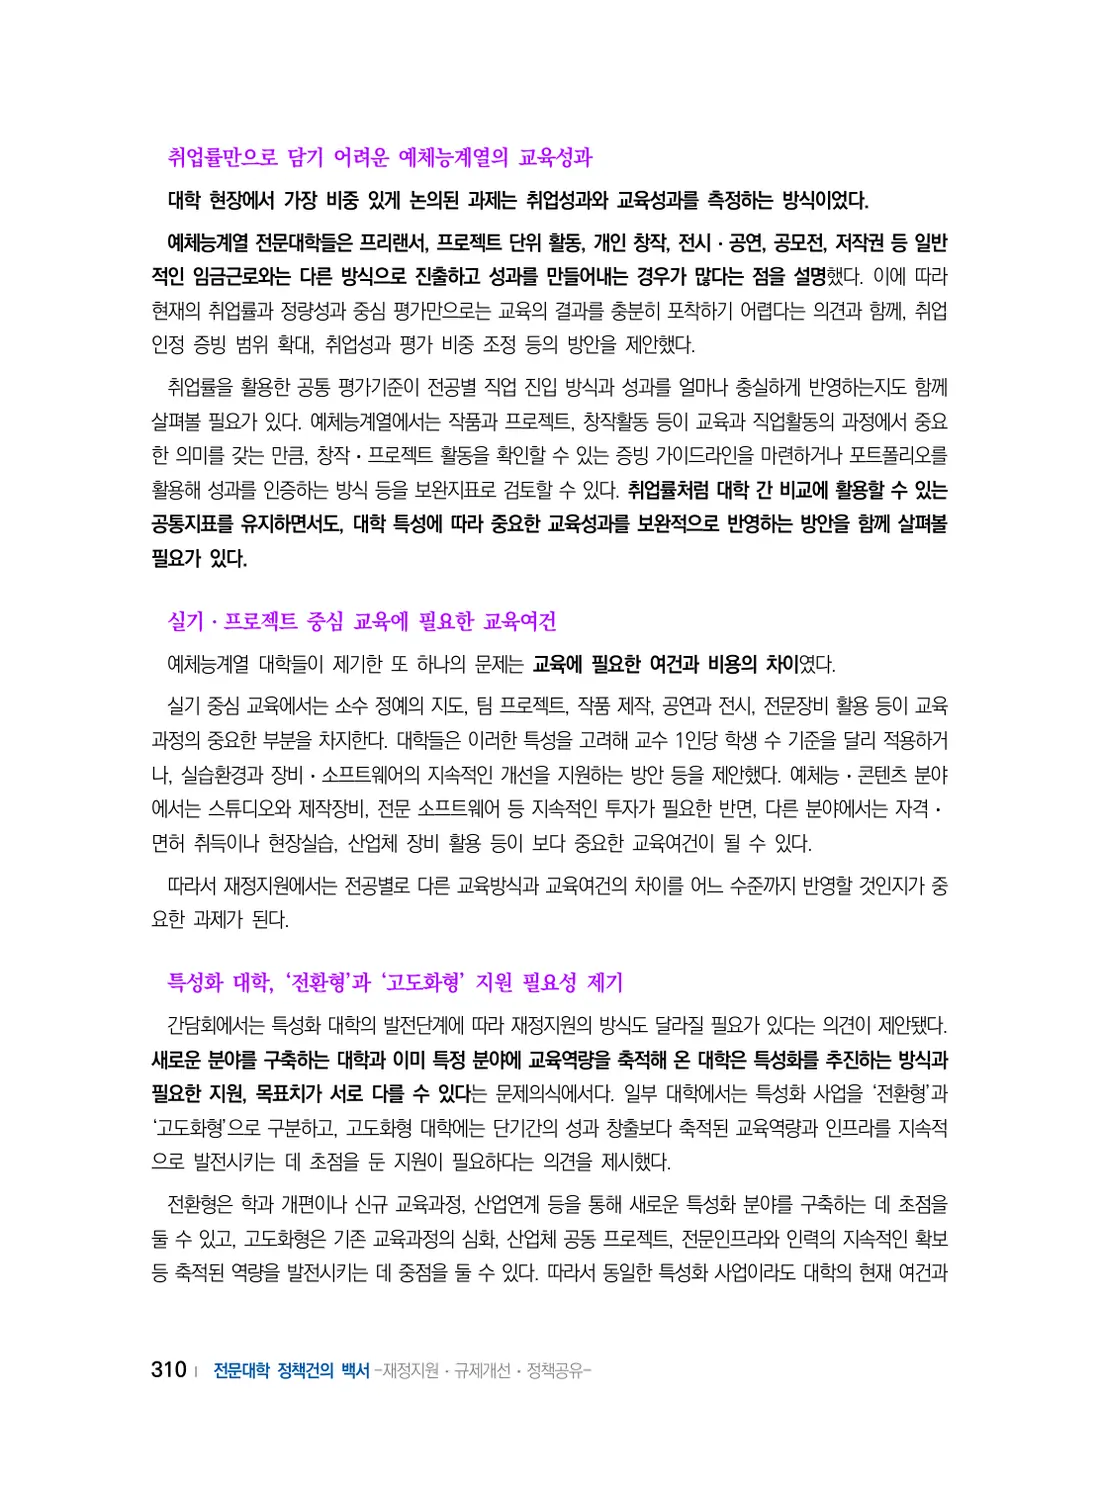 취업률만으로 담기 어려운 예체능계열의 교육성과
대학 현장에서 가장 비중 있게 논의된 과제는 취업성과와 교육성과를 측정하는 방식이었다.
예체능계열 전문대학들은 프리랜서, 프로젝트 단위 활동, 개인 창작, 전시·공연, 공모전, 저작권 등 일반
적인 임금근로와는 다른 방식으로 진출하고 성과를 만들어내는 경우가 많다는 점을 설명했다. 이에 따라
현재의 취업률과 정량성과 중심 평가만으로는 교육의 결과를 충분히 포착하기 어렵다는 의견과 함께, 취업
인정 증빙 범위 확대, 취업성과 평가 비중 조정 등의 방안을 제안했다.
취업률을 활용한 공통 평가기준이 전공별 직업 진입 방식과 성과를 얼마나 충실하게 반영하는지도 함께
살펴볼 필요가 있다. 예체능계열에서는 작품과 프로젝트, 창작활동 등이 교육과 직업활동의 과정에서 중요
한 의미를 갖는 만큼, 창작·프로젝트 활동을 확인할 수 있는 증빙 가이드라인을 마련하거나 포트폴리오를
활용해 성과를 인증하는 방식 등을 보완지표로 검토할 수 있다. 취업률처럼 대학 간 비교에 활용할 수 있는
공통지표를 유지하면서도, 대학 특성에 따라 중요한 교육성과를 보완적으로 반영하는 방안을 함께 살펴볼
필요가 있다.
실기·프로젝트 중심 교육에 필요한 교육여건
예체능계열 대학들이 제기한 또 하나의 문제는 교육에 필요한 여건과 비용의 차이였다.
실기 중심 교육에서는 소수 정예의 지도, 팀 프로젝트, 작품 제작, 공연과 전시, 전문장비 활용 등이 교육
과정의 중요한 부분을 차지한다. 대학들은 이러한 특성을 고려해 교수 1인당 학생 수 기준을 달리 적용하거
나, 실습환경과 장비·소프트웨어의 지속적인 개선을 지원하는 방안 등을 제안했다. 예체능·콘텐츠 분야
에서는 스튜디오와 제작장비, 전문 소프트웨어 등 지속적인 투자가 필요한 반면, 다른 분야에서는 자격·
면허 취득이나 현장실습, 산업체 장비 활용 등이 보다 중요한 교육여건이 될 수 있다.
따라서 재정지원에서는 전공별로 다른 교육방식과 교육여건의 차이를 어느 수준까지 반영할 것인지가 중
요한 과제가 된다.
특성화 대학, ‘전환형’과 ‘고도화형’ 지원 필요성 제기
간담회에서는 특성화 대학의 발전단계에 따라 재정지원의 방식도 달라질 필요가 있다는 의견이 제안됐다.
새로운 분야를 구축하는 대학과 이미 특정 분야에 교육역량을 축적해 온 대학은 특성화를 추진하는 방식과
필요한 지원, 목표치가 서로 다를 수 있다는 문제의식에서다. 일부 대학에서는 특성화 사업을 ‘전환형’과
‘고도화형’으로 구분하고, 고도화형 대학에는 단기간의 성과 창출보다 축적된 교육역량과 인프라를 지속적
으로 발전시키는 데 초점을 둔 지원이 필요하다는 의견을 제시했다.
전환형은 학과 개편이나 신규 교육과정, 산업연계 등을 통해 새로운 특성화 분야를 구축하는 데 초점을
둘 수 있고, 고도화형은 기존 교육과정의 심화, 산업체 공동 프로젝트, 전문인프라와 인력의 지속적인 확보
등 축적된 역량을 발전시키는 데 중점을 둘 수 있다. 따라서 동일한 특성화 사업이라도 대학의 현재 여건과
310 | 전문대학 정책건의 백서 -재정지원·규제개선·정책공유-